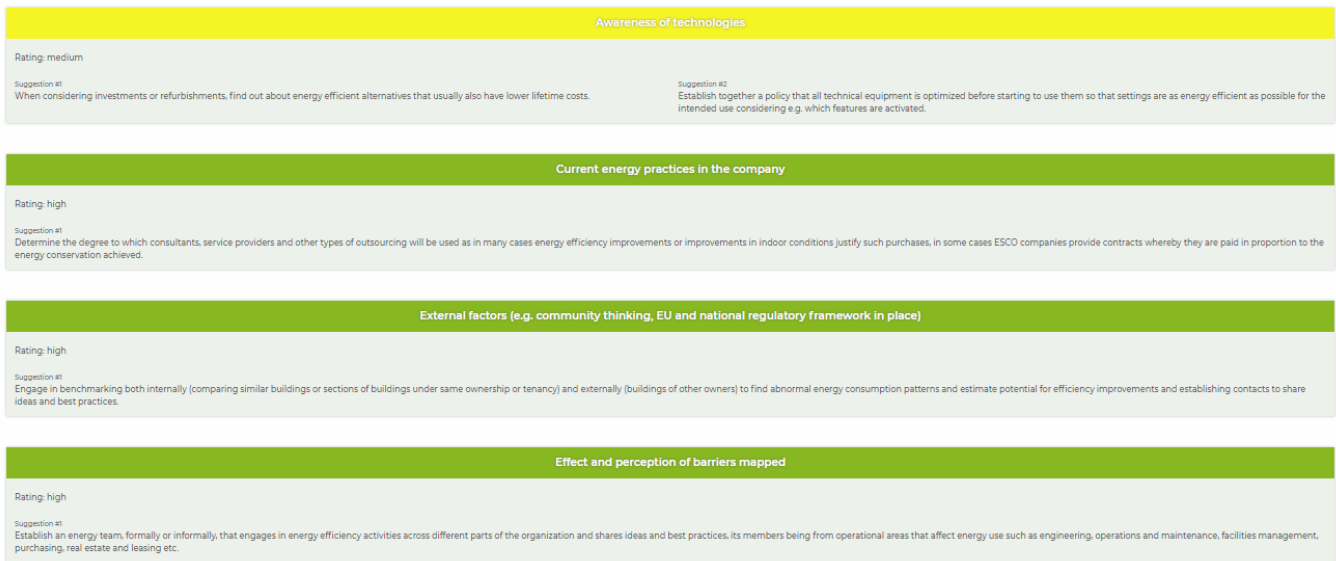 Awareness of technologies
Rating: medium
Suggestion #1
When considering investments or refurbishments, find out about energy efficient alternatives that usually also have lower lifetime costs.
Suggestion #2
Establish together a policy that all technical equipment is optimized before starting to use them so that settings are as energy efficient as possible for the
intended use considering e.g. which features are activated.
Current energy practices in the company
Rating: high
Suggestion #1
Determine the degree to which consultants, service providers and other types of outsourcing will be used as in many cases energy efficiency improvements or improvements in indoor conditions justify such purchases, in some cases ESCO companies provide contracts whereby they are paid in proportion to the
energy conservation achieved.
External factors (e.g. community thinking, EU and national regulatory framework in place)
Rating: high
Suggestion #1
Engage in benchmarking both internally (comparing similar buildings or sections of buildings under same ownership or tenancy) and externally (buildings of other owners) to find abnormal energy consumption patterns and estimate potential for efficiency improvements and establishing contacts to share
ideas and best practices.
Effect and perception of barriers mapped
Rating: high
Suggestion #1
Establish an energy team, formally or informally, that engages in energy efficiency activities across different parts of the organization and shares ideas and best practices, its members being from operational areas that affect energy use such as engineering, operations and maintenance, facilities management,
purchasing, real estate and leasing etc.